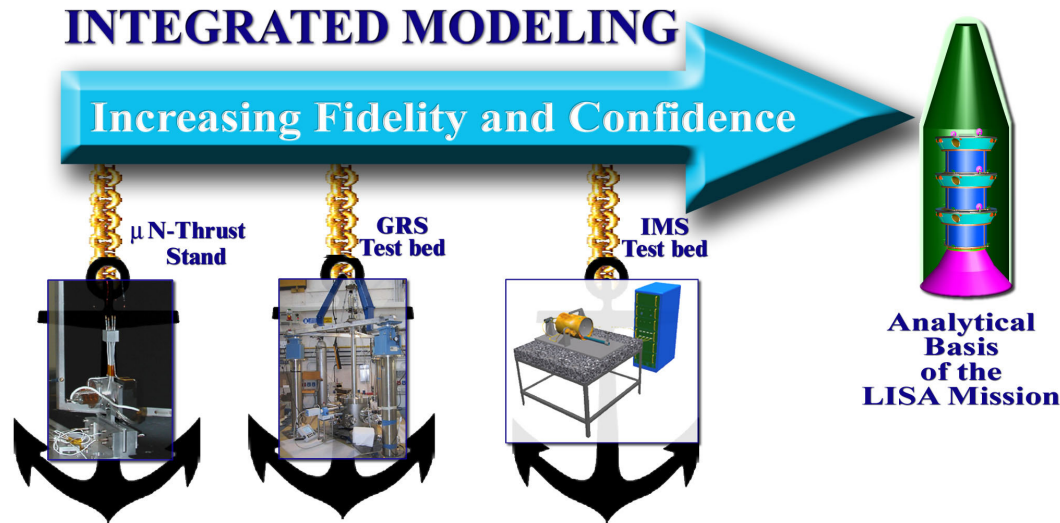 INTEGRATED MODELING
Increasing Fidelity and Confidence
μ N-Thrust
Stand
GRS
Test bed
IMS
Test bed
Analytical
Basis
of the
LISA Mission